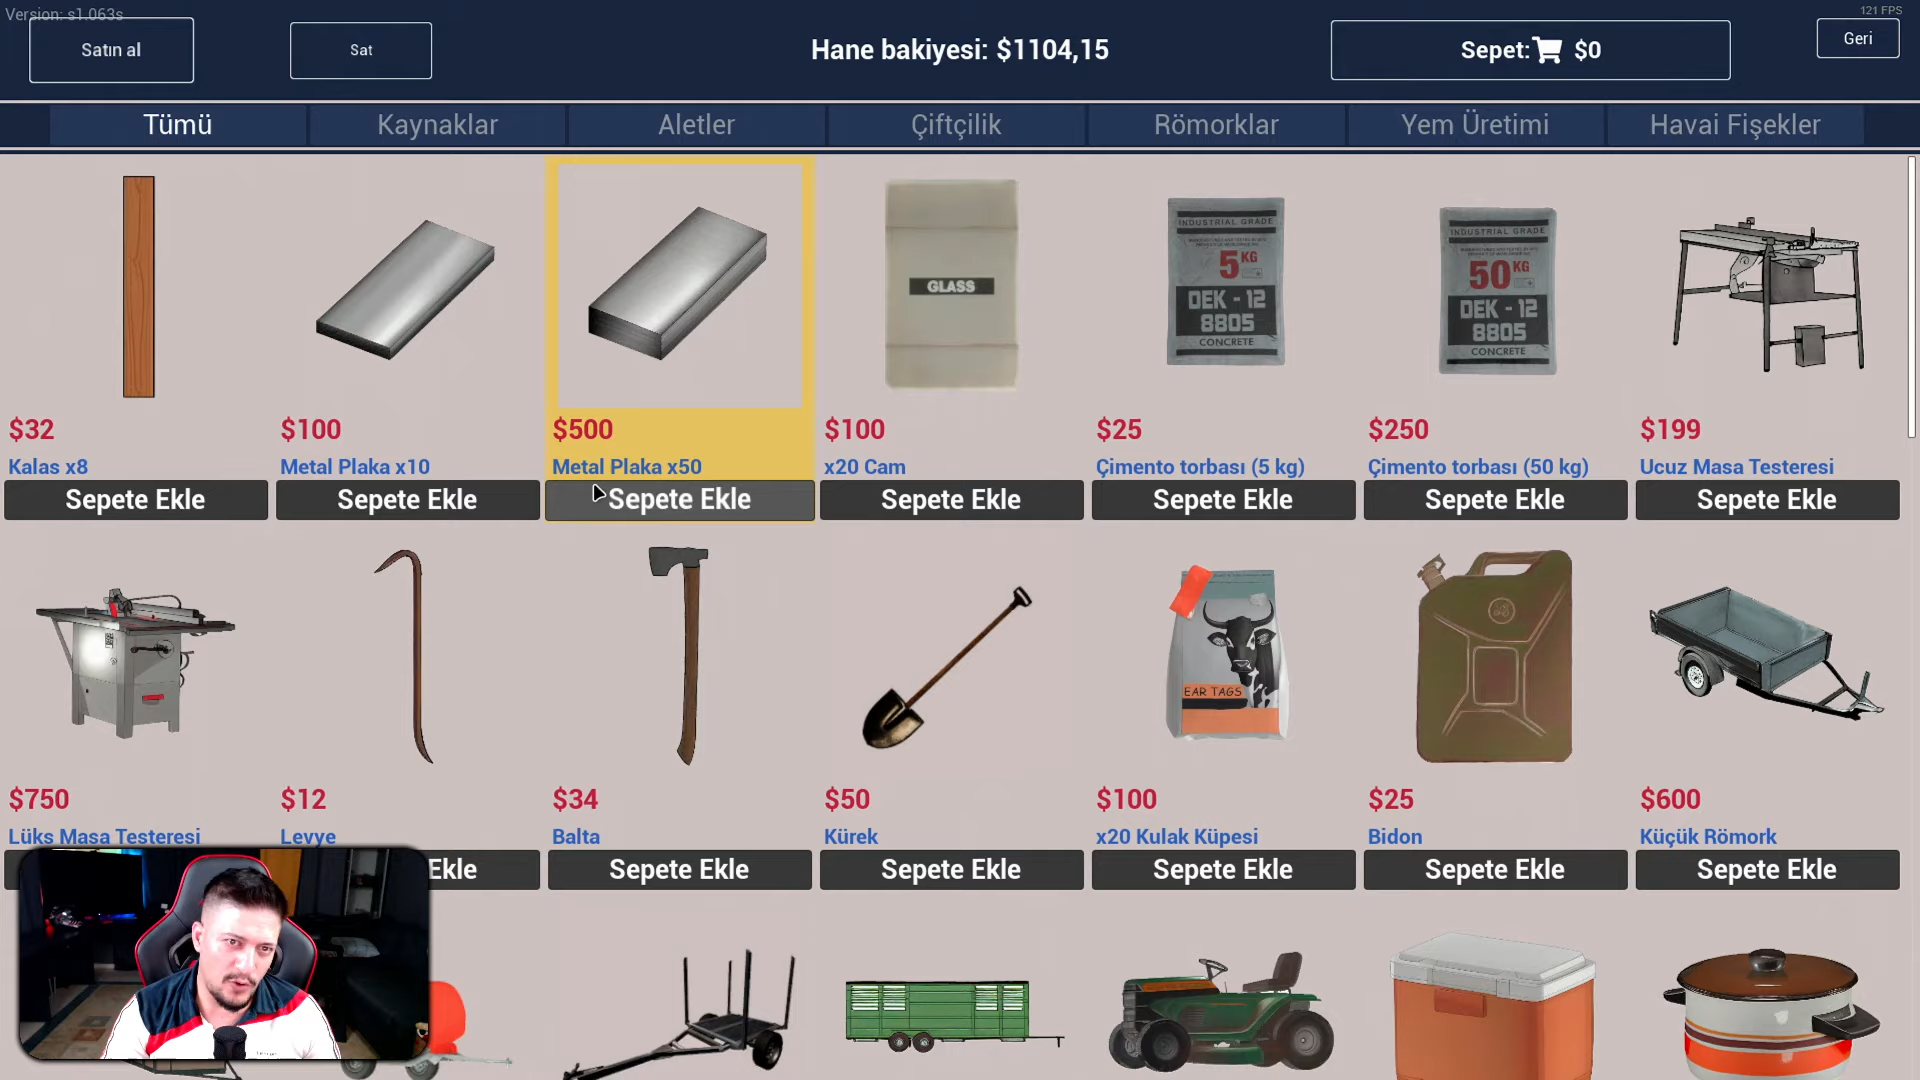 Version: s1.063s
121 FPS
Satın al
Sat
Hane bakiyesi: $1104,15
Sepet: $0
Geri
Tümü
Kaynaklar
Aletler
Çiftçilik
Römorklar
Yem Üretimi
Havai Fişekler
GLASS
INDUSTRIAL GRADE
5KG
DEK - 12
8805
CONCRETE
INDUSTRIAL GRADE
50KG
DEK - 12
8805
CONCRETE
$32
$100
$500
$100
$25
$250
$199
Kalas x8
Metal Plaka x10
Metal Plaka x50
x20 Cam
Çimento torbası (5 kg)
Çimento torbası (50 kg)
Ucuz Masa Testeresi
Sepete Ekle
Sepete Ekle
Sepete Ekle
Sepete Ekle
Sepete Ekle
Sepete Ekle
Sepete Ekle
EAR TAGS
$750
$12
$34
$50
$100
$25
$600
Lüks Masa Testeresi
Levye
Balta
Kürek
x20 Kulak Küpesi
Bidon
Küçük Römork
Ekle
Sepete Ekle
Sepete Ekle
Sepete Ekle
Sepete Ekle
Sepete Ekle